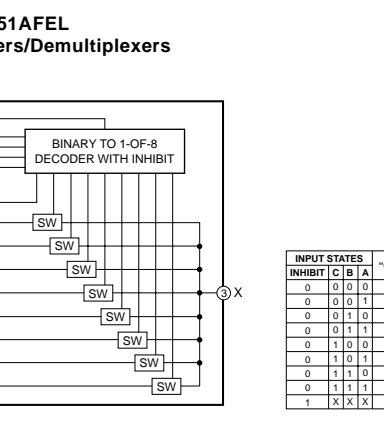 51AFEL
ers/Demultiplexers
BINARY TO 1-OF-8
DECODER WITH INHIBIT
SW
SW
SW
SW
3 X
SW
SW
SW
SW
INPUT STATES
INHIBIT C B A
0 0 0 0
0 0 0 1
0 0 1 0
0 0 1 1
0 1 0 0
0 1 0 1
0 1 1 0
0 1 1 1
1 X X X